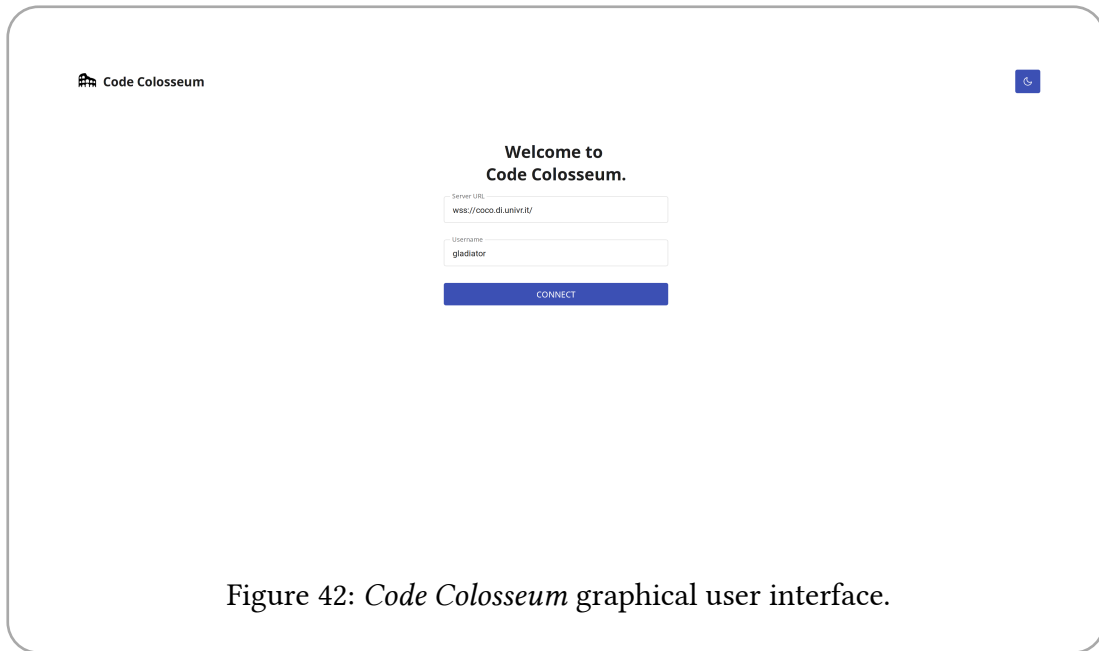 Code Colosseum
Welcome to
Code Colosseum.
Server URL
wss://coco.di.univr.it/
Username
gladiator
CONNECT
Figure 42: Code Colosseum graphical user interface.